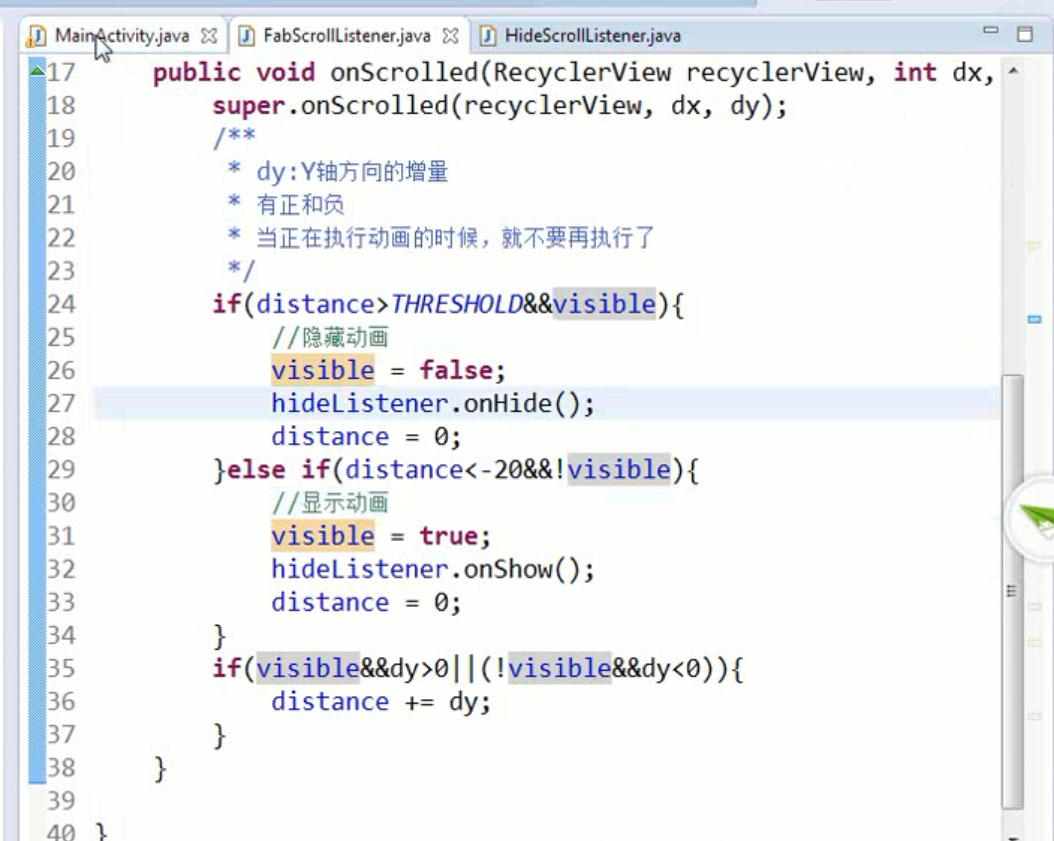 MainActivity.java FabScrollListener.java HideScrollListener.java
17 public void onScrolled(RecyclerView recyclerView, int dx,
18 super.onScrolled(recyclerView, dx, dy);
19 /**
20 * dy:Y轴方向的增量
21 * 有正和负
22 * 当正在执行动画的时候，就不要再执行了
23 */
24 if(distance>THRESHOLD&&visible){
25 //隐藏动画
26 visible = false;
27 hideListener.onHide();
28 distance = 0;
29 }else if(distance<-20&&!visible){
30 //显示动画
31 visible = true;
32 hideListener.onShow();
33 distance = 0;
34 }
35 if(visible&&dy>0||(!visible&&dy<0)){
36 distance += dy;
37 }
38 }
39
40 }